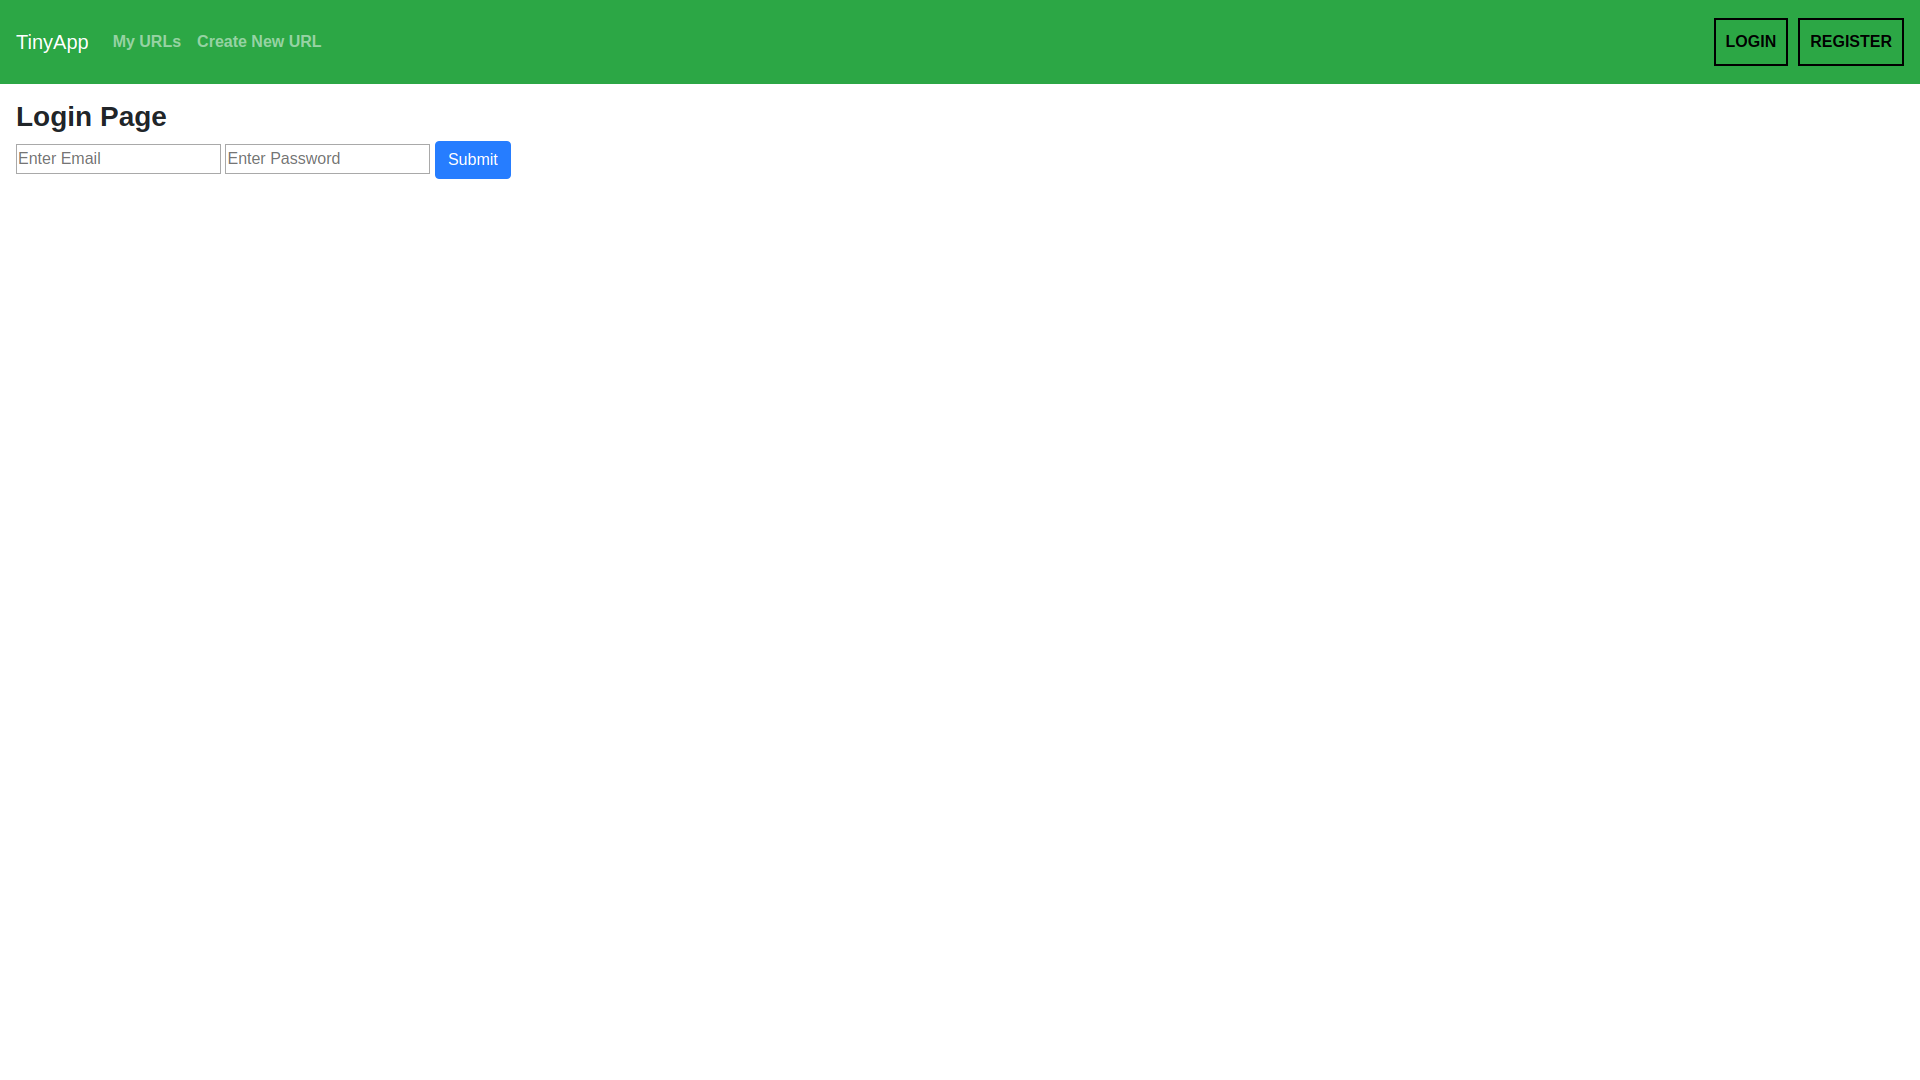 TinyApp My URLs Create New URL LOGIN REGISTER
Login Page
Enter Email Enter Password Submit